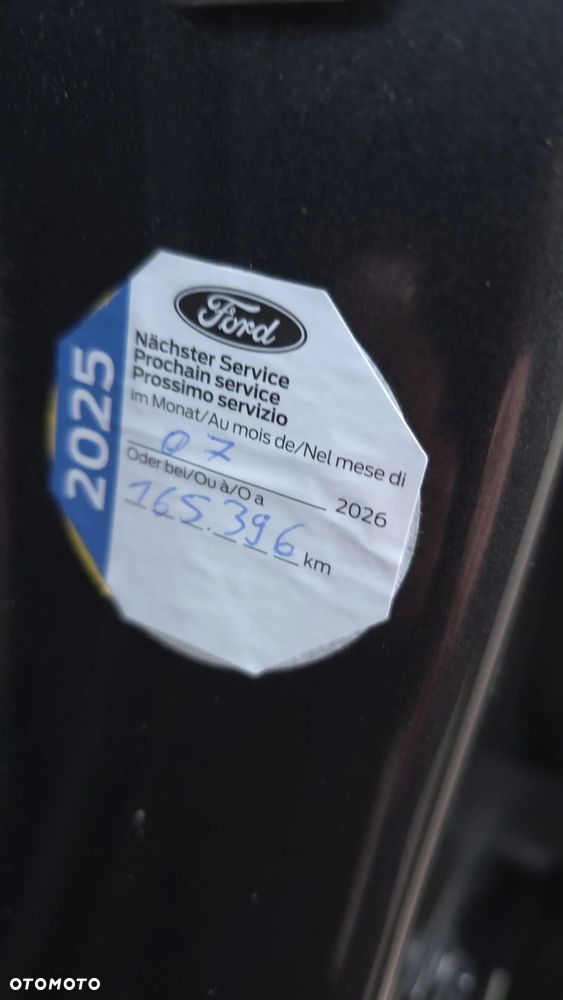 Ford
2025
Nächster Service
Prochain service
Prossimo servizio
im Monat/Au mois de/Nel mese di
07 2026
Oder bei/Ou à/O a
165.396 km
OTOMOTO